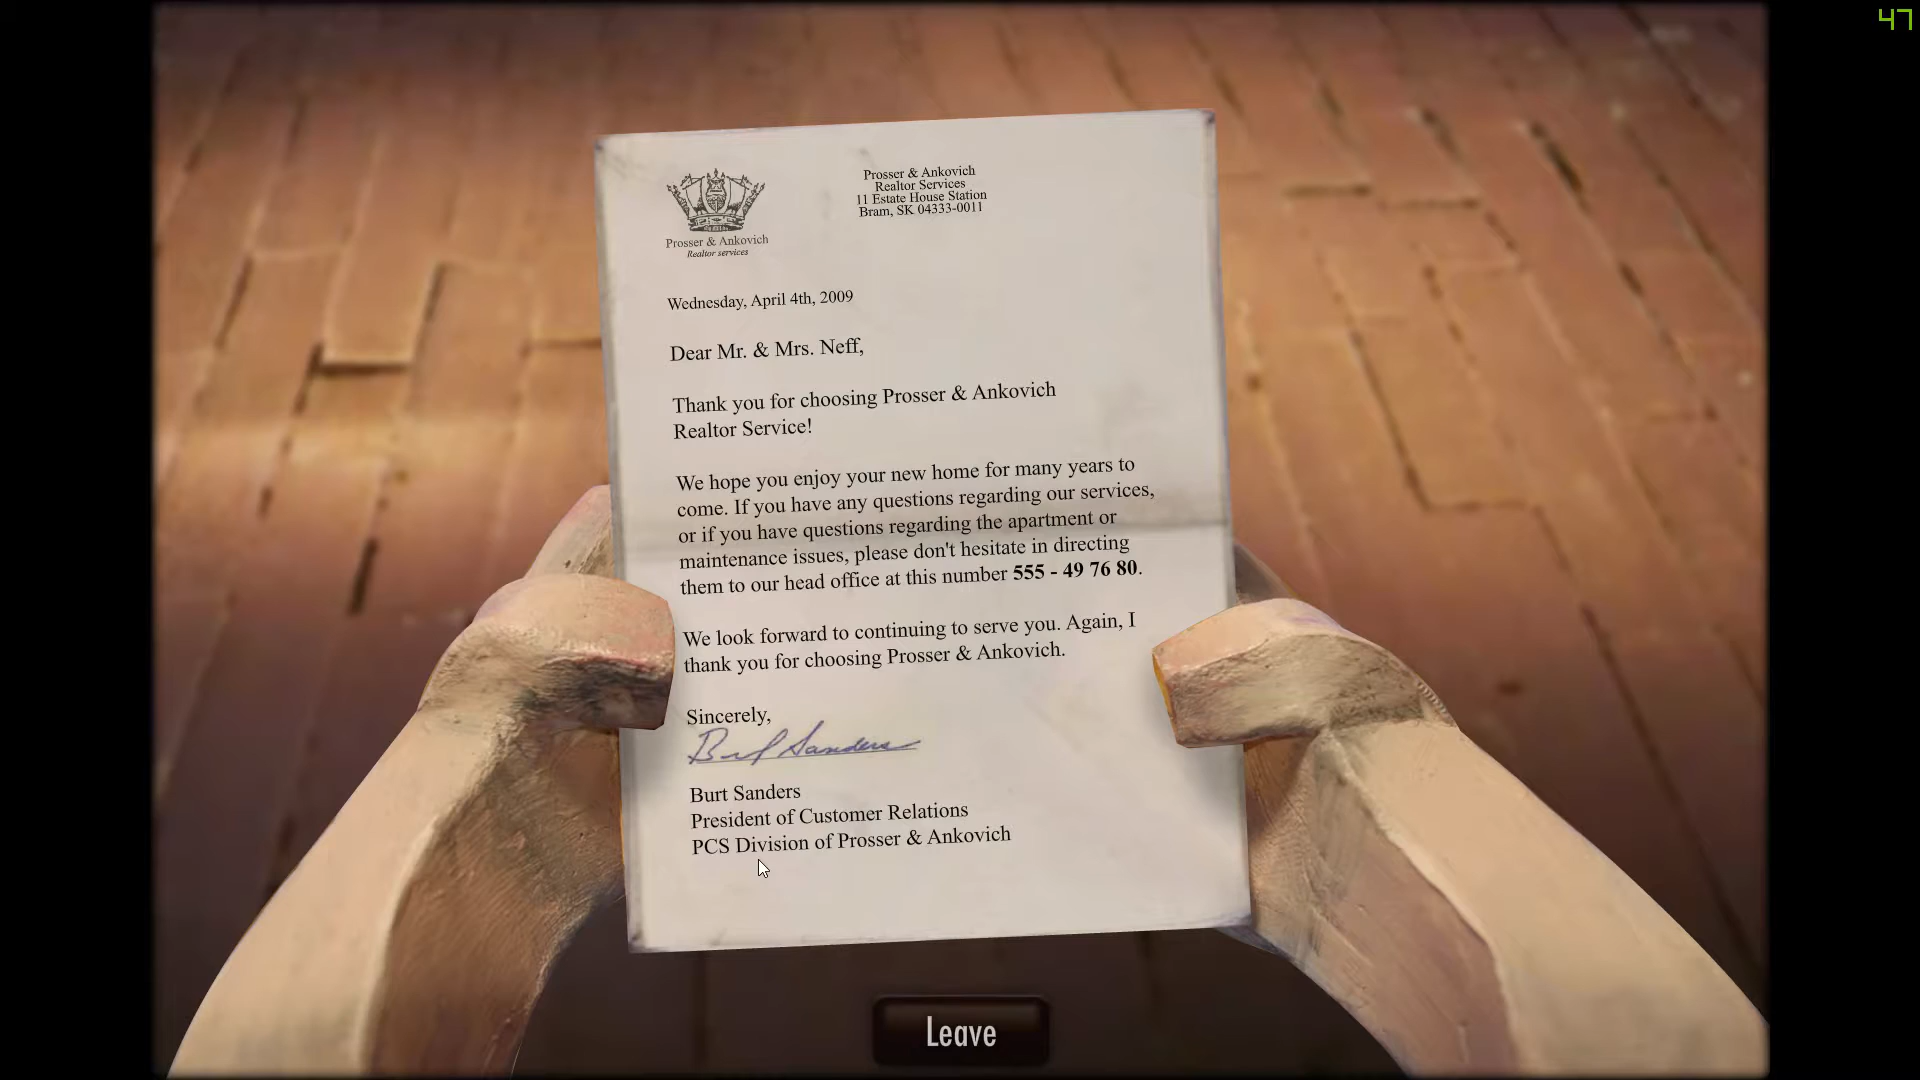 47
Prosser & Ankovich
Realtor Services
11 Estate House Station
Bram, SK 04333-0011
Prosser & Ankovich
Realtor services
Wednesday, April 4th, 2009
Dear Mr. & Mrs. Neff,
Thank you for choosing Prosser & Ankovich
Realtor Service!
We hope you enjoy your new home for many years to
come. If you have any questions regarding our services,
or if you have questions regarding the apartment or
maintenance issues, please don't hesitate in directing
them to our head office at this number 555 - 49 76 80.
We look forward to continuing to serve you. Again, I
thank you for choosing Prosser & Ankovich.
Sincerely,
Burt Sanders
Burt Sanders
President of Customer Relations
PCS Division of Prosser & Ankovich
Leave